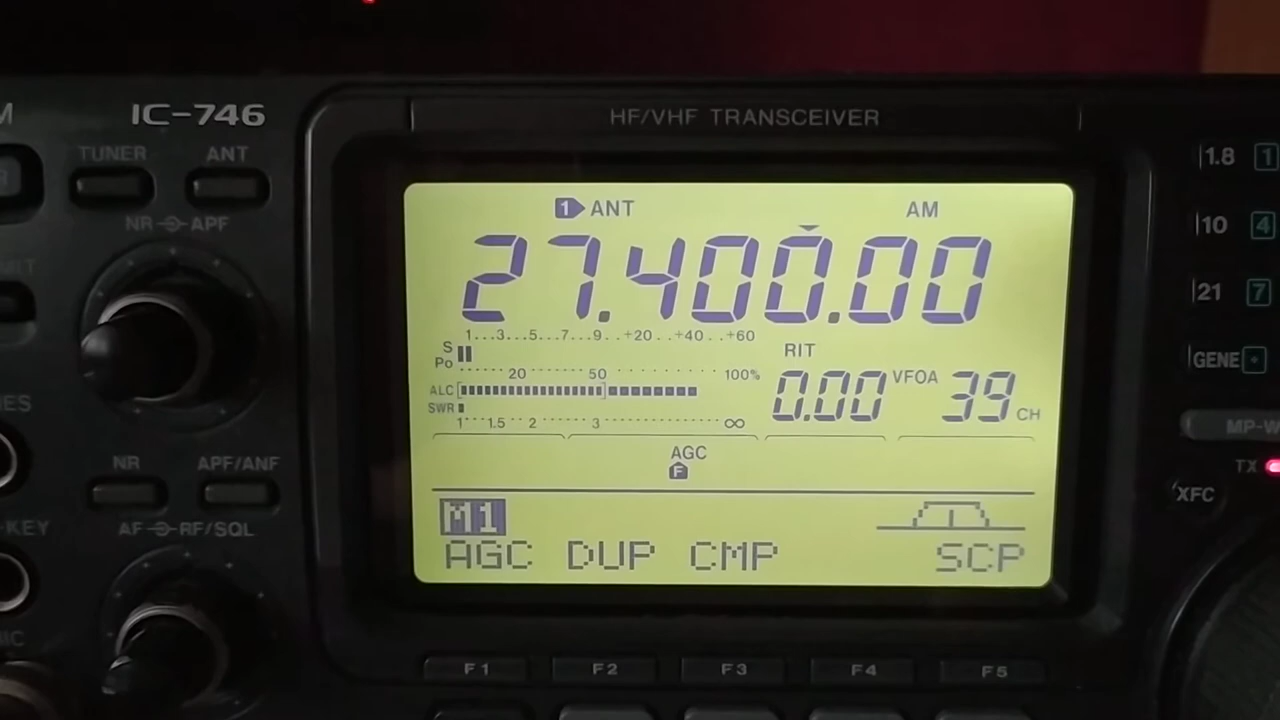 IC-746
HF/VHF TRANSCEIVER
TUNER ANT
NR APF
1 ANT AM
27.400.00
1...3...5...7...9...+20...+40...+60
S
Po
20 50 100%
ALC
SWR
1 1.5 2 3 ∞
RIT
0.00 VFOA 39 CH
AGC
F
M1
AGC DUP CMP SCP
NR APF/ANF
AF RF/SQL
-KEY
F1 F2 F3 F4 F5
1.8 1
10 4
21 7
GENE
MP-W
TX
XFC